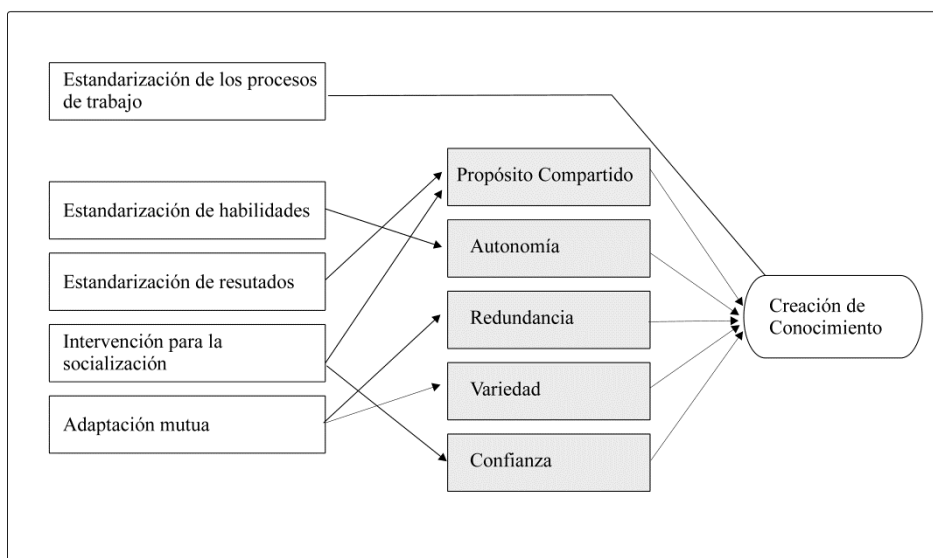 Estandarización de los procesos
de trabajo
Estandarización de habilidades
Estandarización de resutados
Intervención para la
socialización
Adaptación mutua
Propósito Compartido
Autonomía
Redundancia
Variedad
Confianza
Creación de
Conocimiento